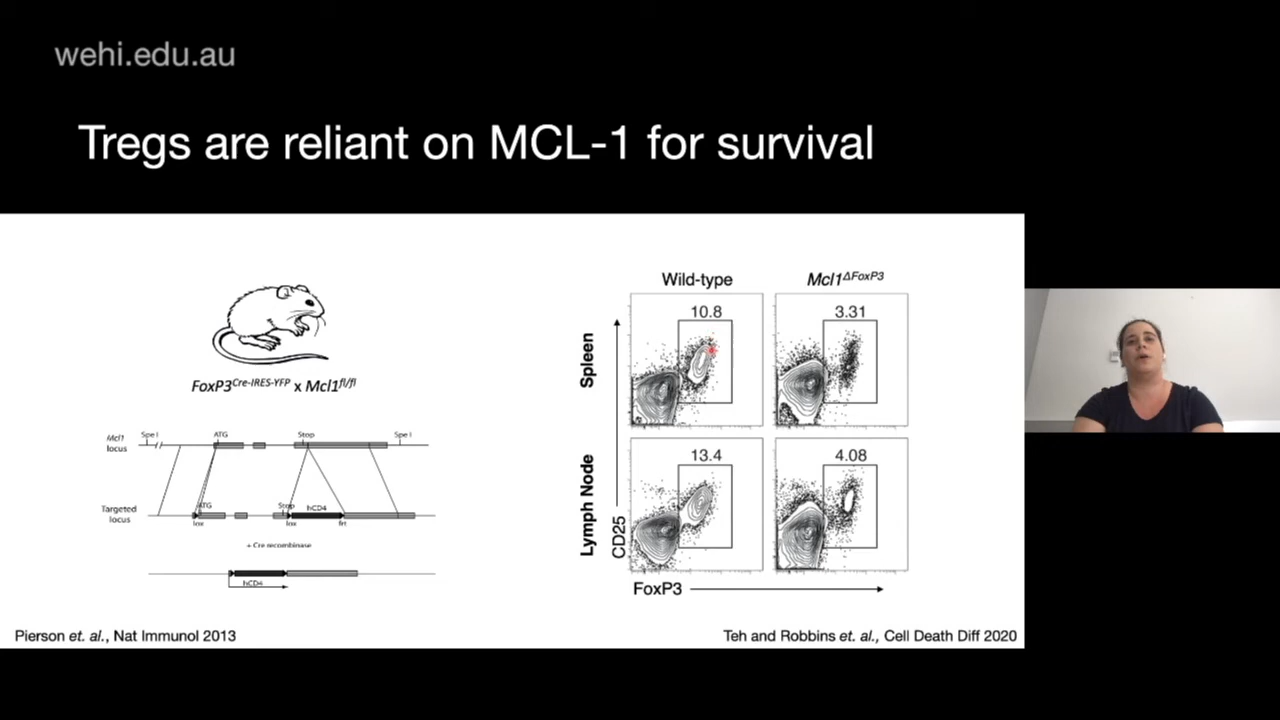 wehi.edu.au
Tregs are reliant on MCL-1 for survival
FoxP3Cre-IRES-YFP x Mcl1fl/fl
Mcl1
locus
Spe I
ATG
Stop
Spe I
Targeted
locus
ATG
Stop
hCD4
lox
lox
frt
+ Cre recombinase
hCD4
Wild-type
Mcl1ΔFoxP3
Spleen
10.8
3.31
Lymph Node
13.4
4.08
CD25
FoxP3
Pierson et. al., Nat Immunol 2013
Teh and Robbins et. al., Cell Death Diff 2020